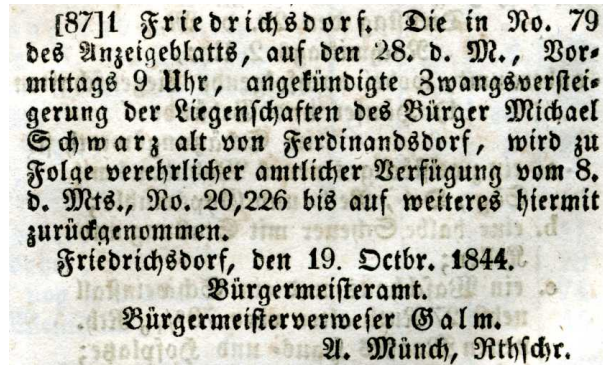 [87]1 Friedrichsdorf. Die in No. 79
des Anzeigeblatts, auf den 28. d. M., Vor-
mittags 9 Uhr, angekündigte Zwangsverstei-
gerung der Liegenschaften des Bürger Michael
Schwarz alt von Ferdinandsdorf, wird zu
Folge verehrlicher amtlicher Verfügung vom 8.
d. Mts., No. 20,226 bis auf weiteres hiermit
zurückgenommen.
Friedrichsdorf, den 19. Octbr. 1844.
Bürgermeisteramt.
Bürgermeisterverweser Galm.
A. Münch, Rthschr.